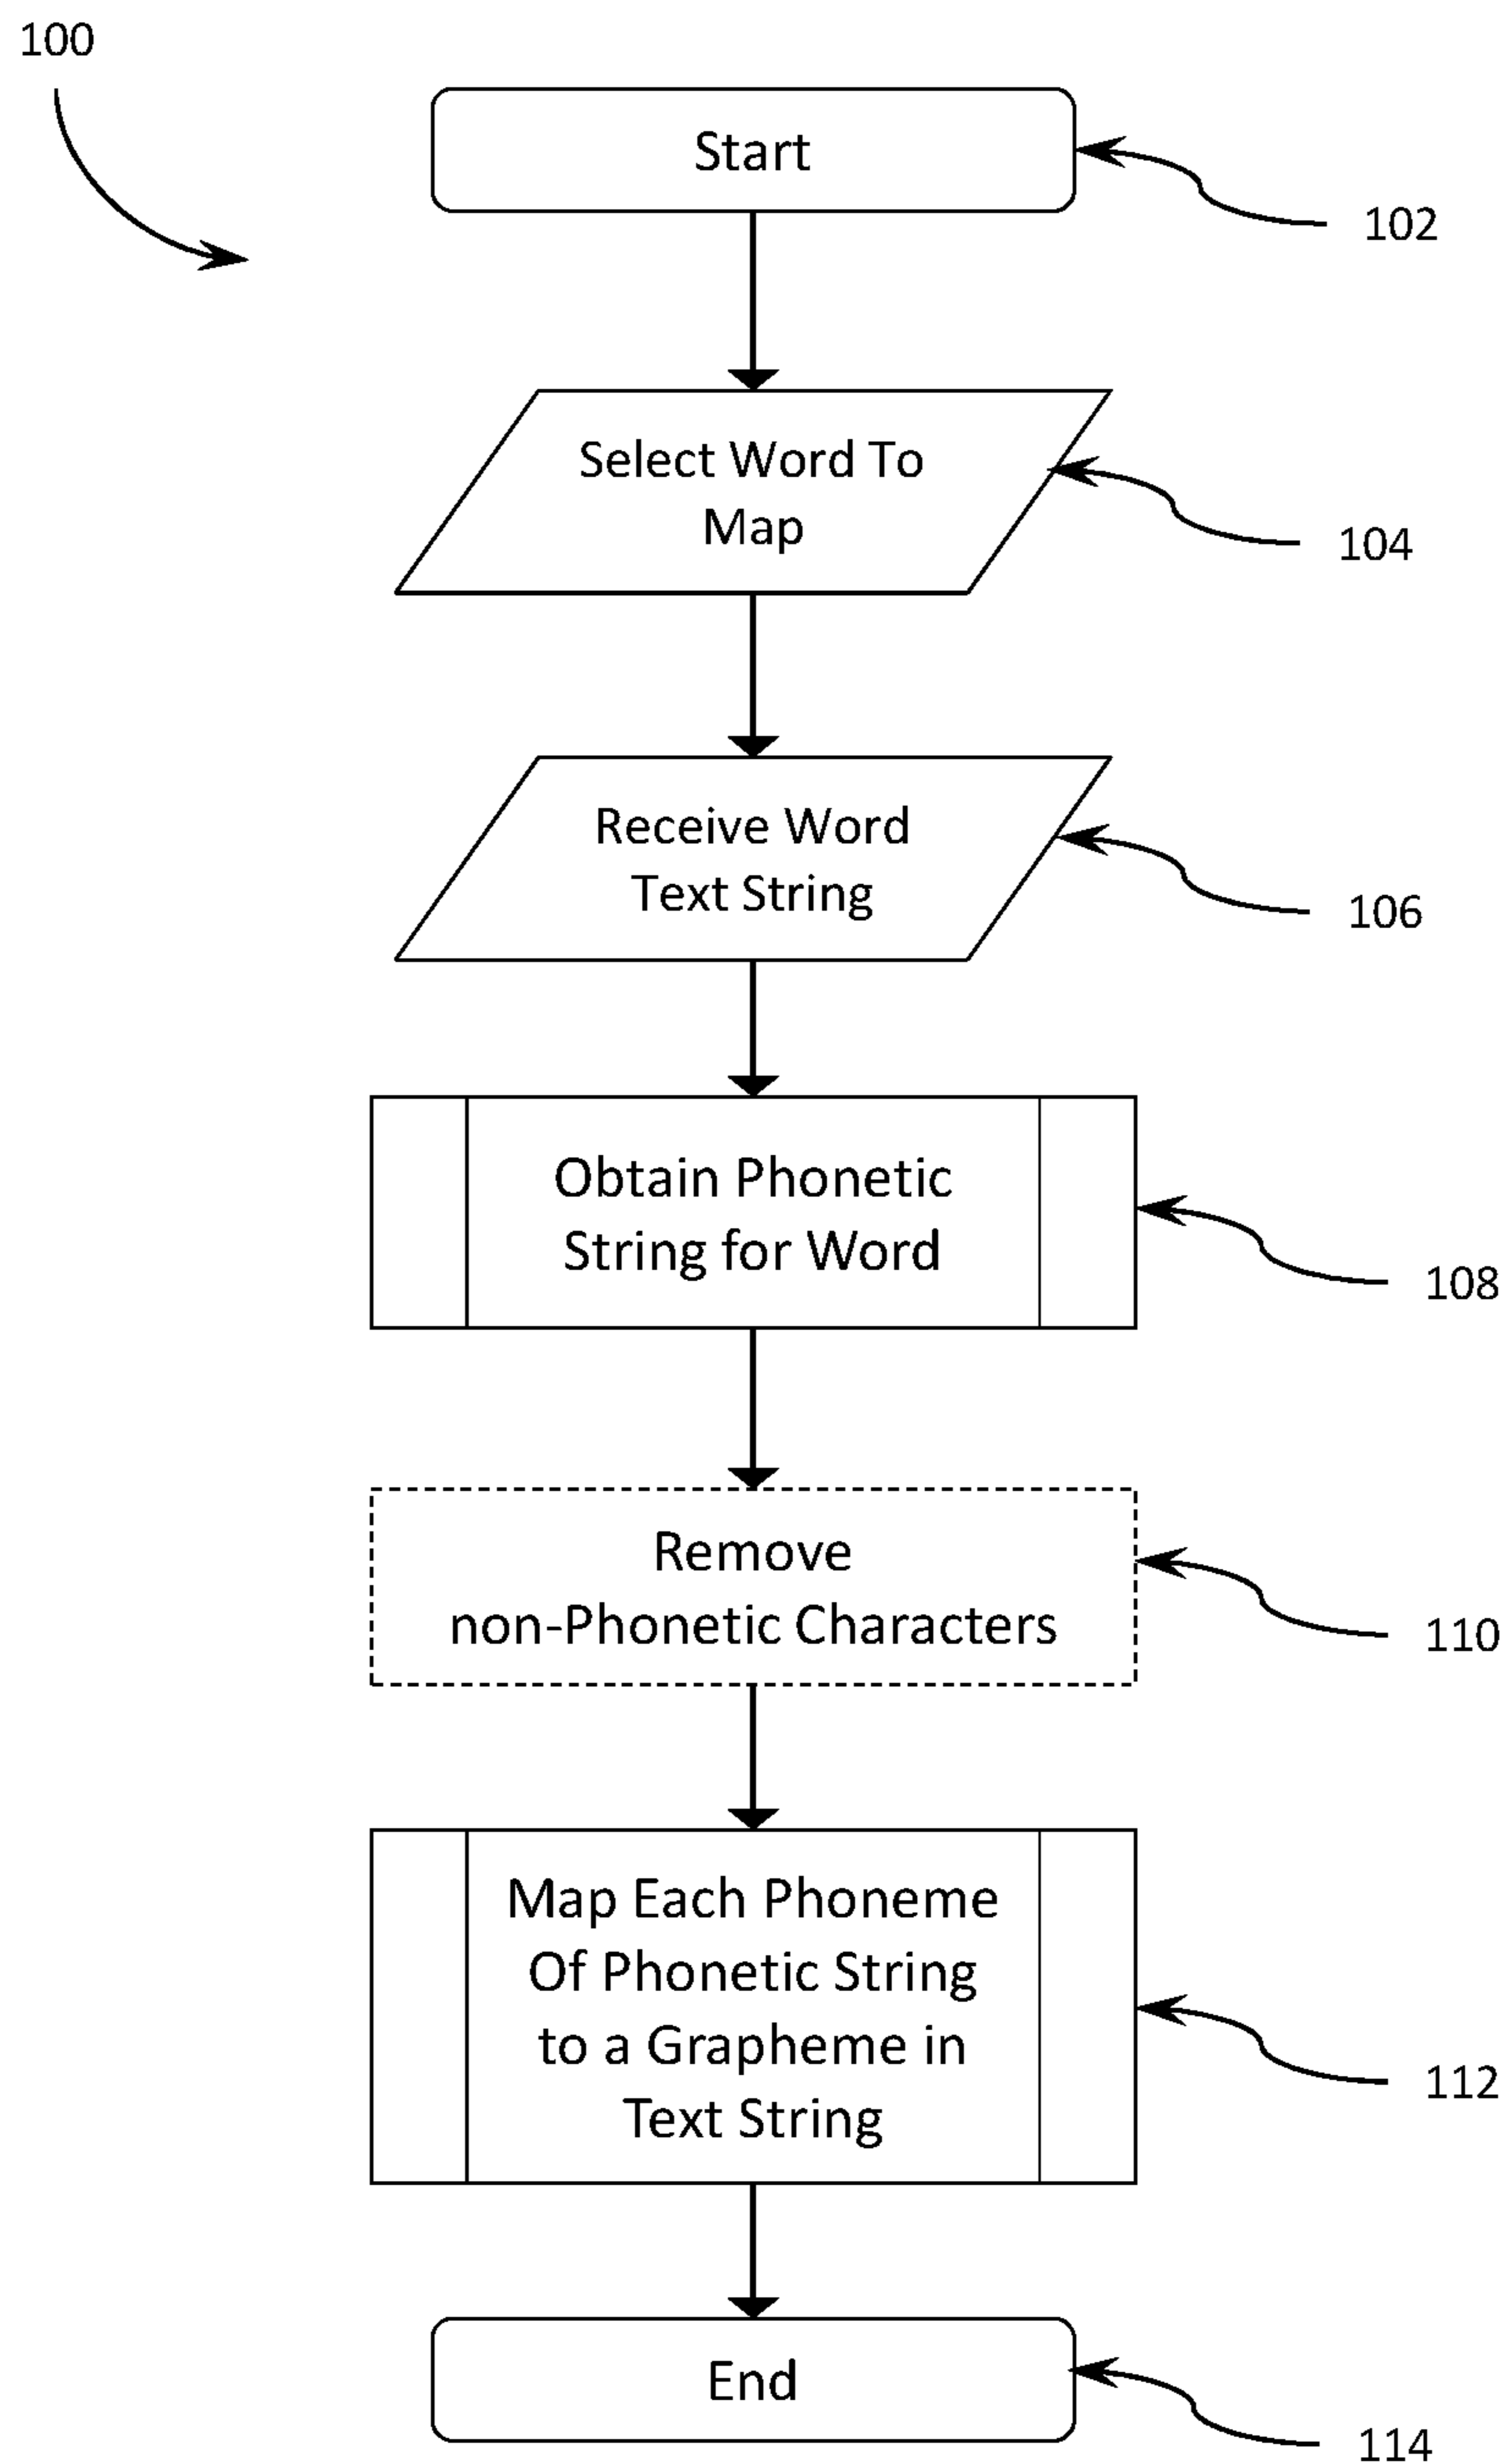 100
Start
102
Select Word To
Map
104
Receive Word
Text String
106
Obtain Phonetic
String for Word
108
Remove
non-Phonetic Characters
110
Map Each Phoneme
Of Phonetic String
to a Grapheme in
Text String
112
End
114